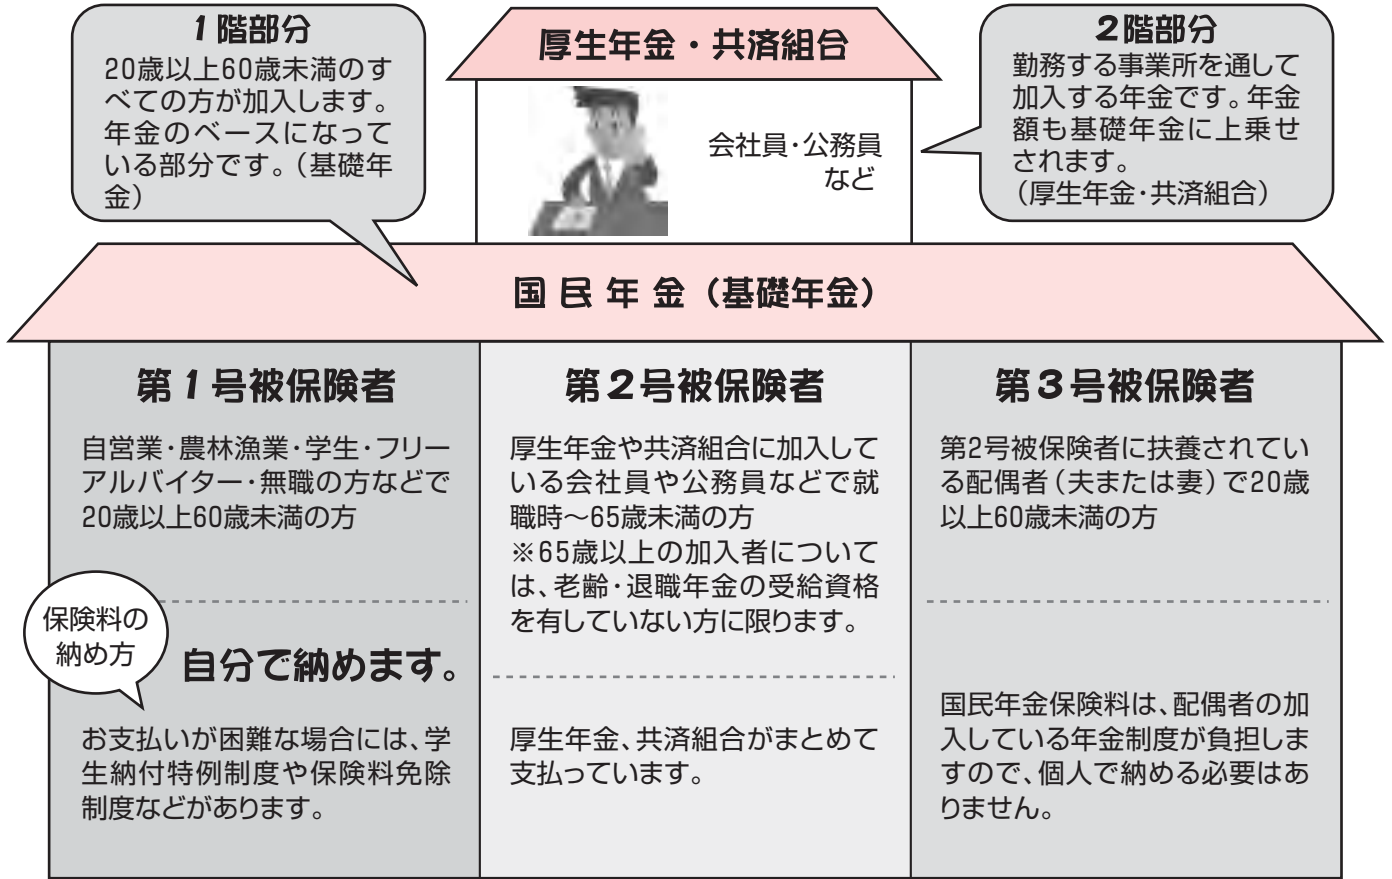 1階部分
20歳以上60歳未満のす
べての方が加入します。
年金のベースになって
いる部分です。(基礎年
金)
厚生年金・共済組合
会社員・公務員
など
2階部分
勤務する事業所を通して
加入する年金です。年金
額も基礎年金に上乗せ
されます。
(厚生年金・共済組合)
国民年金(基礎年金)
第1号被保険者
自営業・農林漁業・学生・フリー
アルバイター・無職の方などで
20歳以上60歳未満の方
保険料の
納め方
自分で納めます。
お支払いが困難な場合には、学
生納付特例制度や保険料免除
制度などがあります。
第2号被保険者
厚生年金や共済組合に加入して
いる会社員や公務員などで就
職時~65歳未満の方
※65歳以上の加入者について
は、老齢・退職年金の受給資格
を有していない方に限ります。
厚生年金、共済組合がまとめて
支払っています。
第3号被保険者
第2号被保険者に扶養されてい
る配偶者(夫または妻)で20歳
以上60歳未満の方
国民年金保険料は、配偶者の加
入している年金制度が負担しま
すので、個人で納める必要はあ
りません。